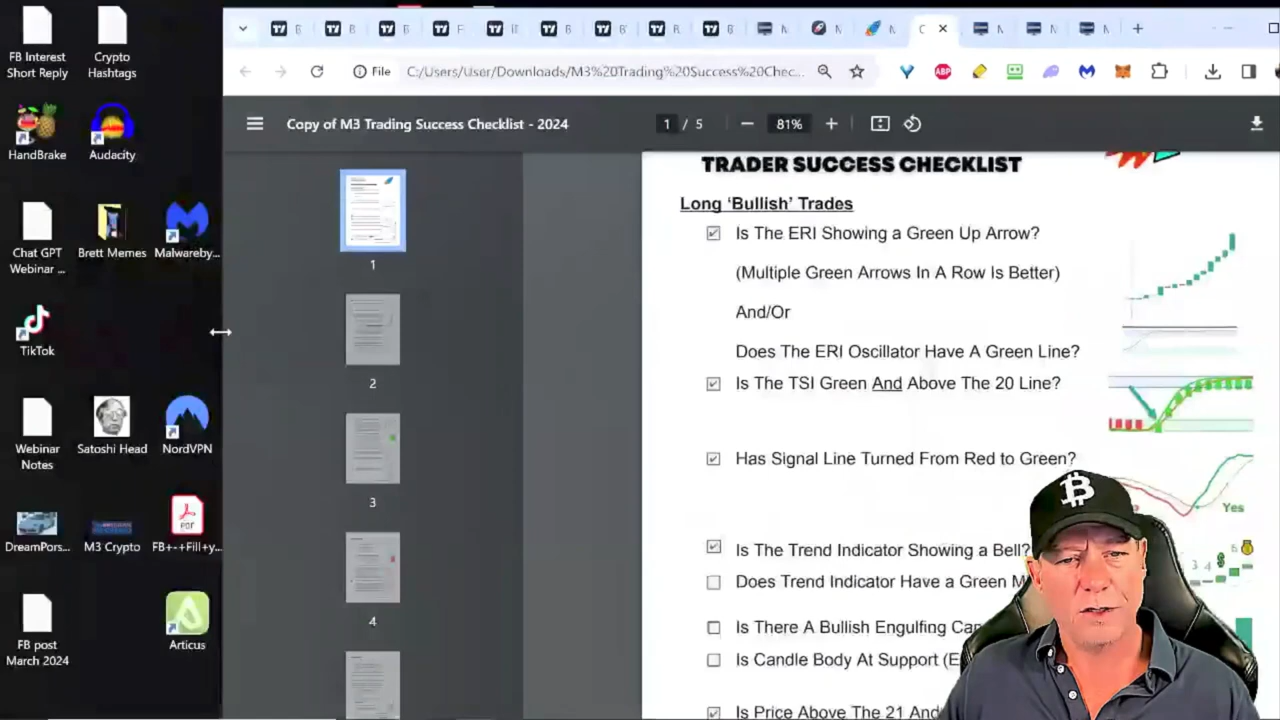 FB Interest
Short Reply
Crypto
Hashtags
HandBrake
Audacity
Chat GPT
Webinar ...
Brett Memes
Malwareby...
TikTok
Webinar
Notes
Satoshi Head
NordVPN
DreamPors...
M3 Crypto
PDF
FB+-+Fill+y...
FB post
March 2024
Articus
File
C:/Users/User/Downloads/M3%20Trading%20Success%20Chec...
ABP
Copy of M3 Trading Success Checklist - 2024
1 / 5
81%
1
2
3
4
TRADER SUCCESS CHECKLIST
Long ‘Bullish’ Trades
Is The ERI Showing a Green Up Arrow?
(Multiple Green Arrows In A Row Is Better)
And/Or
Does The ERI Oscillator Have A Green Line?
Is The TSI Green And Above The 20 Line?
Has Signal Line Turned From Red to Green?
Yes
Is The Trend Indicator Showing a Bell?
3 4 $ 6
Does Trend Indicator Have a Green M
Is There A Bullish Engulfing Can
Is Candle Body At Support (E
Is Price Above The 21 And